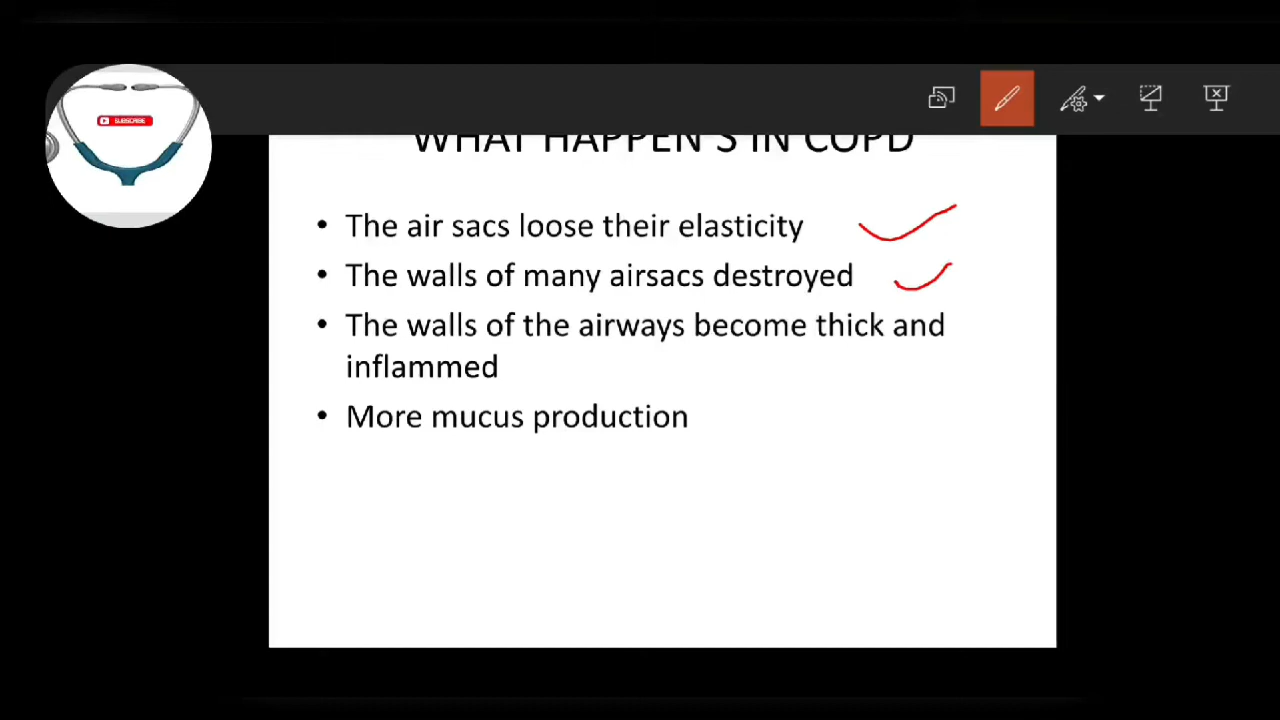 SUBSCRIBE
WHAT HAPPEN'S IN COPD
• The air sacs loose their elasticity
• The walls of many airsacs destroyed
• The walls of the airways become thick and
inflammed
• More mucus production